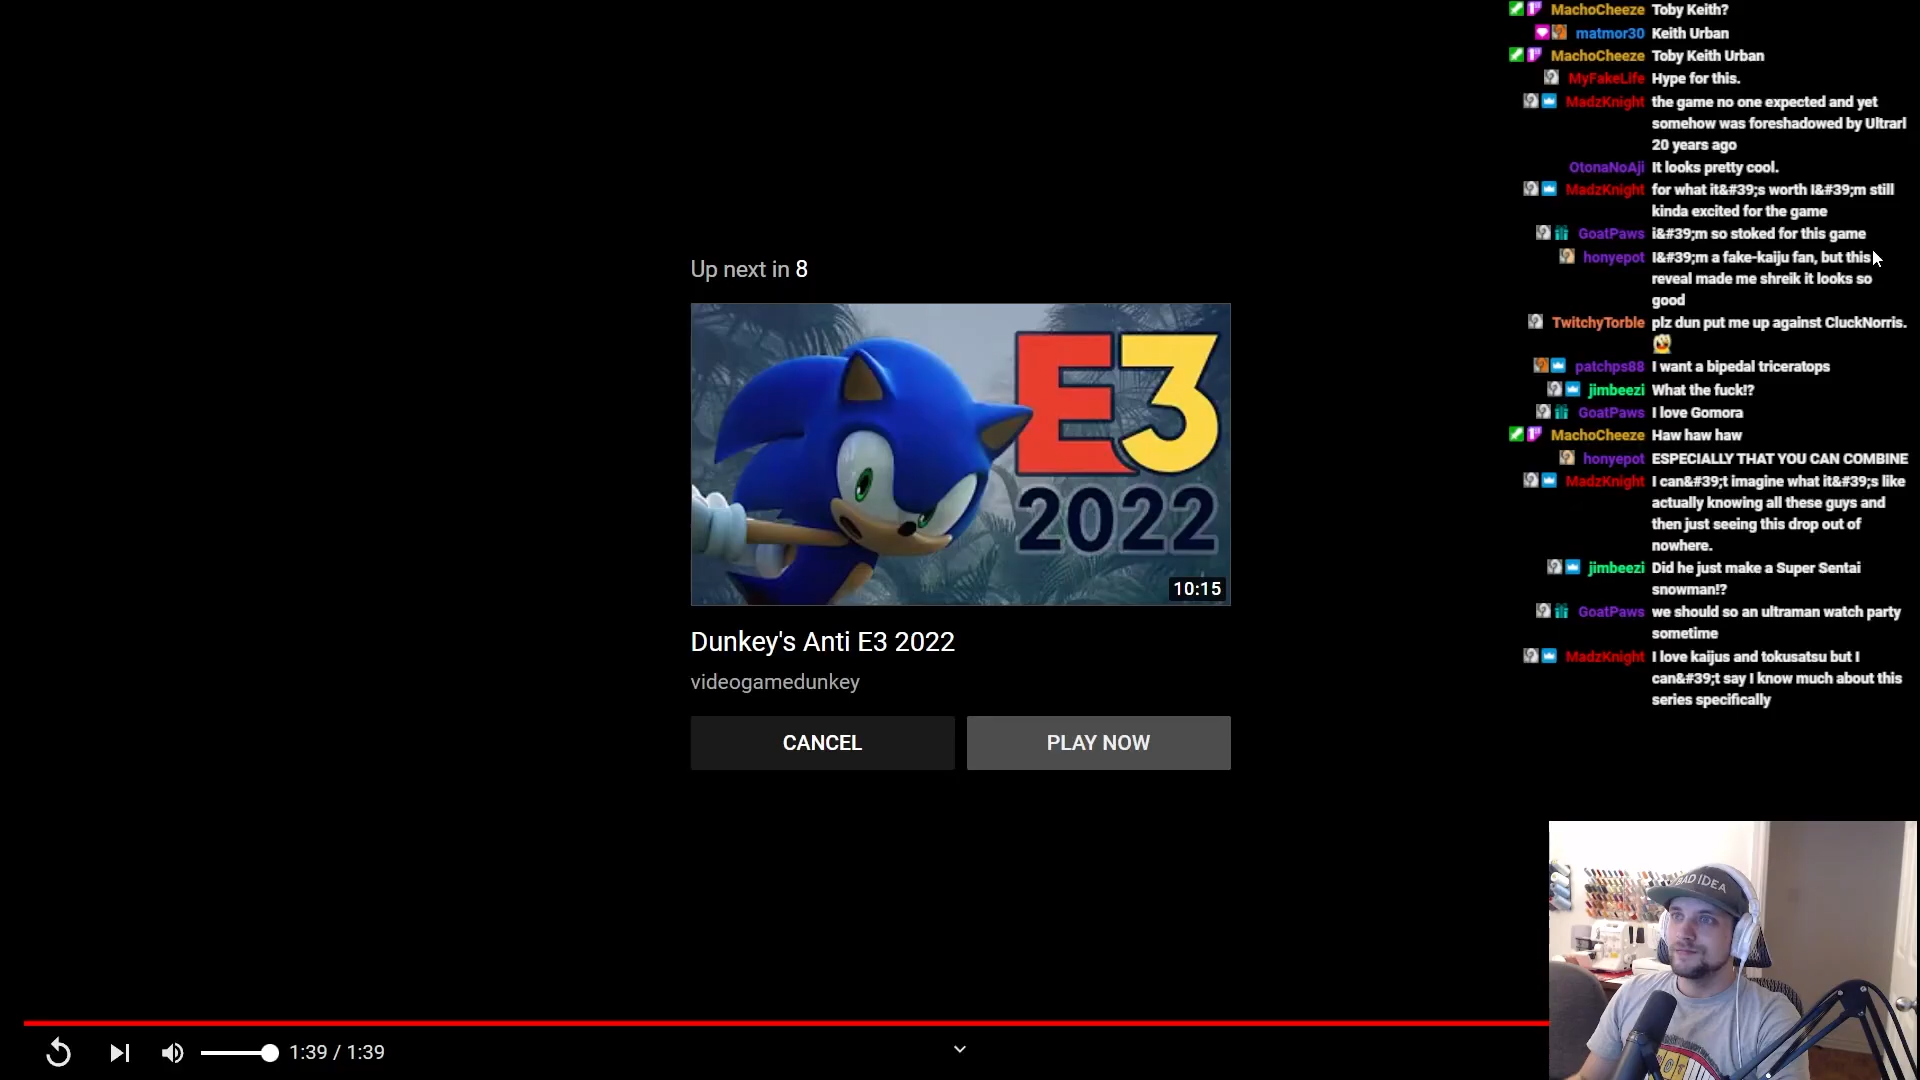 MachoCheeze Toby Keith?
matmor30 Keith Urban
MachoCheeze Toby Keith Urban
MyFakeLife Hype for this.
MadzKnight the game no one expected and yet
somehow was foreshadowed by Ultrarl
20 years ago
OtonaNoAji It looks pretty cool.
MadzKnight for what it&#39;s worth I&#39;m still
kinda excited for the game
GoatPaws i&#39;m so stoked for this game
honyepot I&#39;m a fake-kaiju fan, but this
reveal made me shreik it looks so
good
TwitchyTorble plz dun put me up against CluckNorris.
patchps88 I want a bipedal triceratops
jimbeezi What the fuck!?
GoatPaws I love Gomora
MachoCheeze Haw haw haw
honyepot ESPECIALLY THAT YOU CAN COMBINE
MadzKnight I can&#39;t imagine what it&#39;s like
actually knowing all these guys and
then just seeing this drop out of
nowhere.
jimbeezi Did he just make a Super Sentai
snowman!?
GoatPaws we should so an ultraman watch party
sometime
MadzKnight I love kaijus and tokusatsu but I
can&#39;t say I know much about this
series specifically
Up next in 8
E3
2022
10:15
Dunkey's Anti E3 2022
videogamedunkey
CANCEL
PLAY NOW
BAD IDEA
1:39 / 1:39